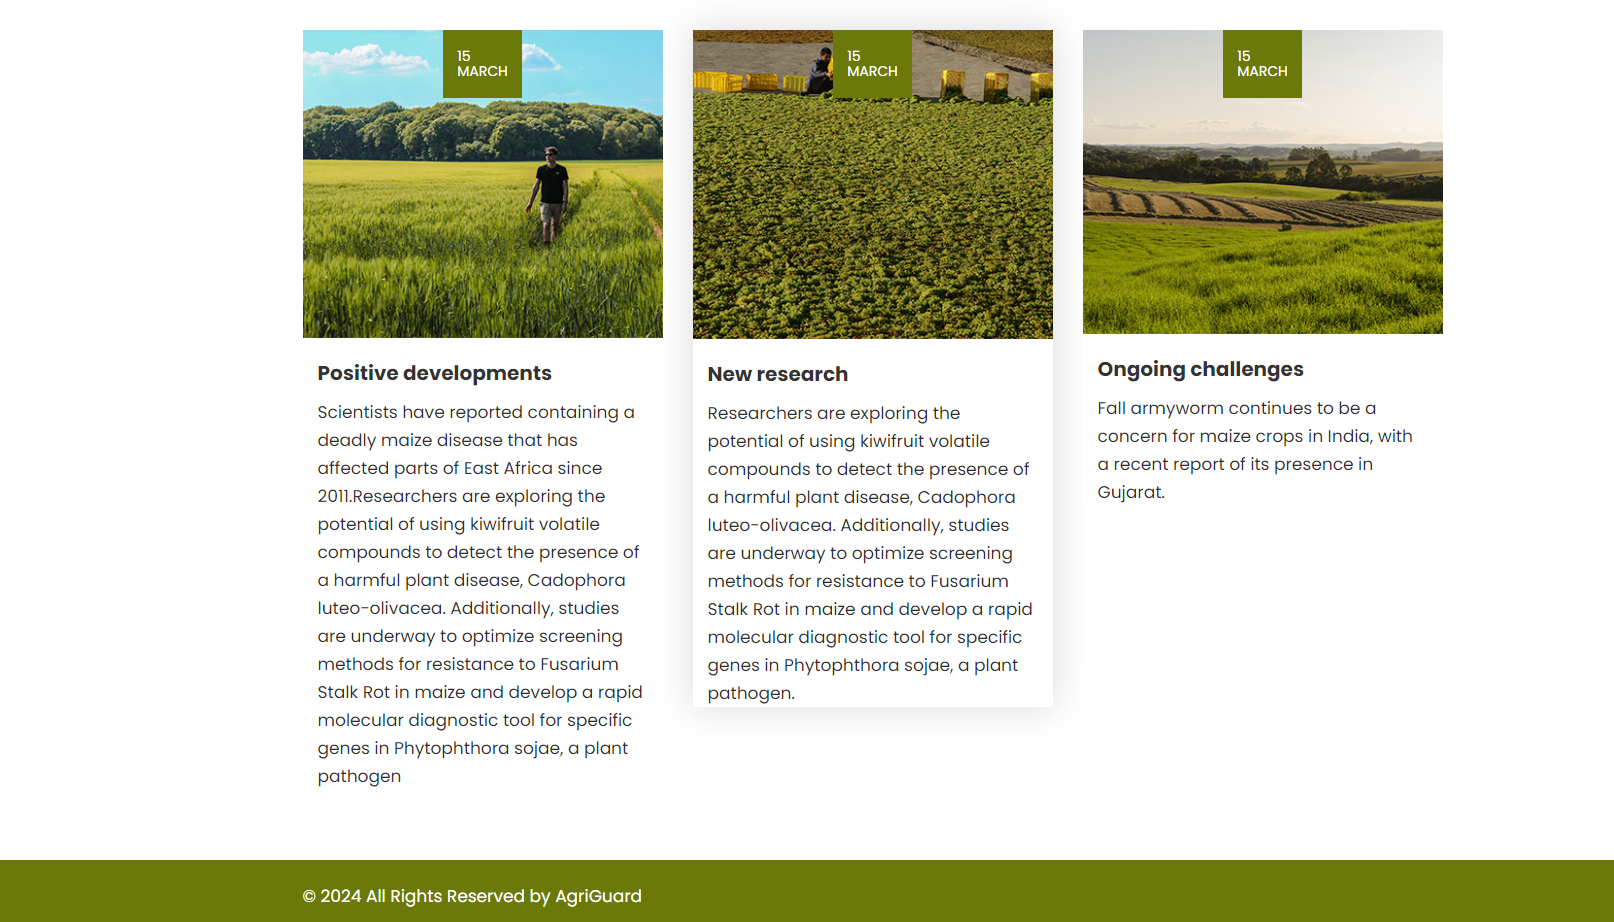 15
MARCH
Positive developments
Scientists have reported containing a
deadly maize disease that has
affected parts of East Africa since
2011.Researchers are exploring the
potential of using kiwifruit volatile
compounds to detect the presence of
a harmful plant disease, Cadophora
luteo-olivacea. Additionally, studies
are underway to optimize screening
methods for resistance to Fusarium
Stalk Rot in maize and develop a rapid
molecular diagnostic tool for specific
genes in Phytophthora sojae, a plant
pathogen
15
MARCH
New research
Researchers are exploring the
potential of using kiwifruit volatile
compounds to detect the presence of
a harmful plant disease, Cadophora
luteo-olivacea. Additionally, studies
are underway to optimize screening
methods for resistance to Fusarium
Stalk Rot in maize and develop a rapid
molecular diagnostic tool for specific
genes in Phytophthora sojae, a plant
pathogen.
15
MARCH
Ongoing challenges
Fall armyworm continues to be a
concern for maize crops in India, with
a recent report of its presence in
Gujarat.
© 2024 All Rights Reserved by AgriGuard